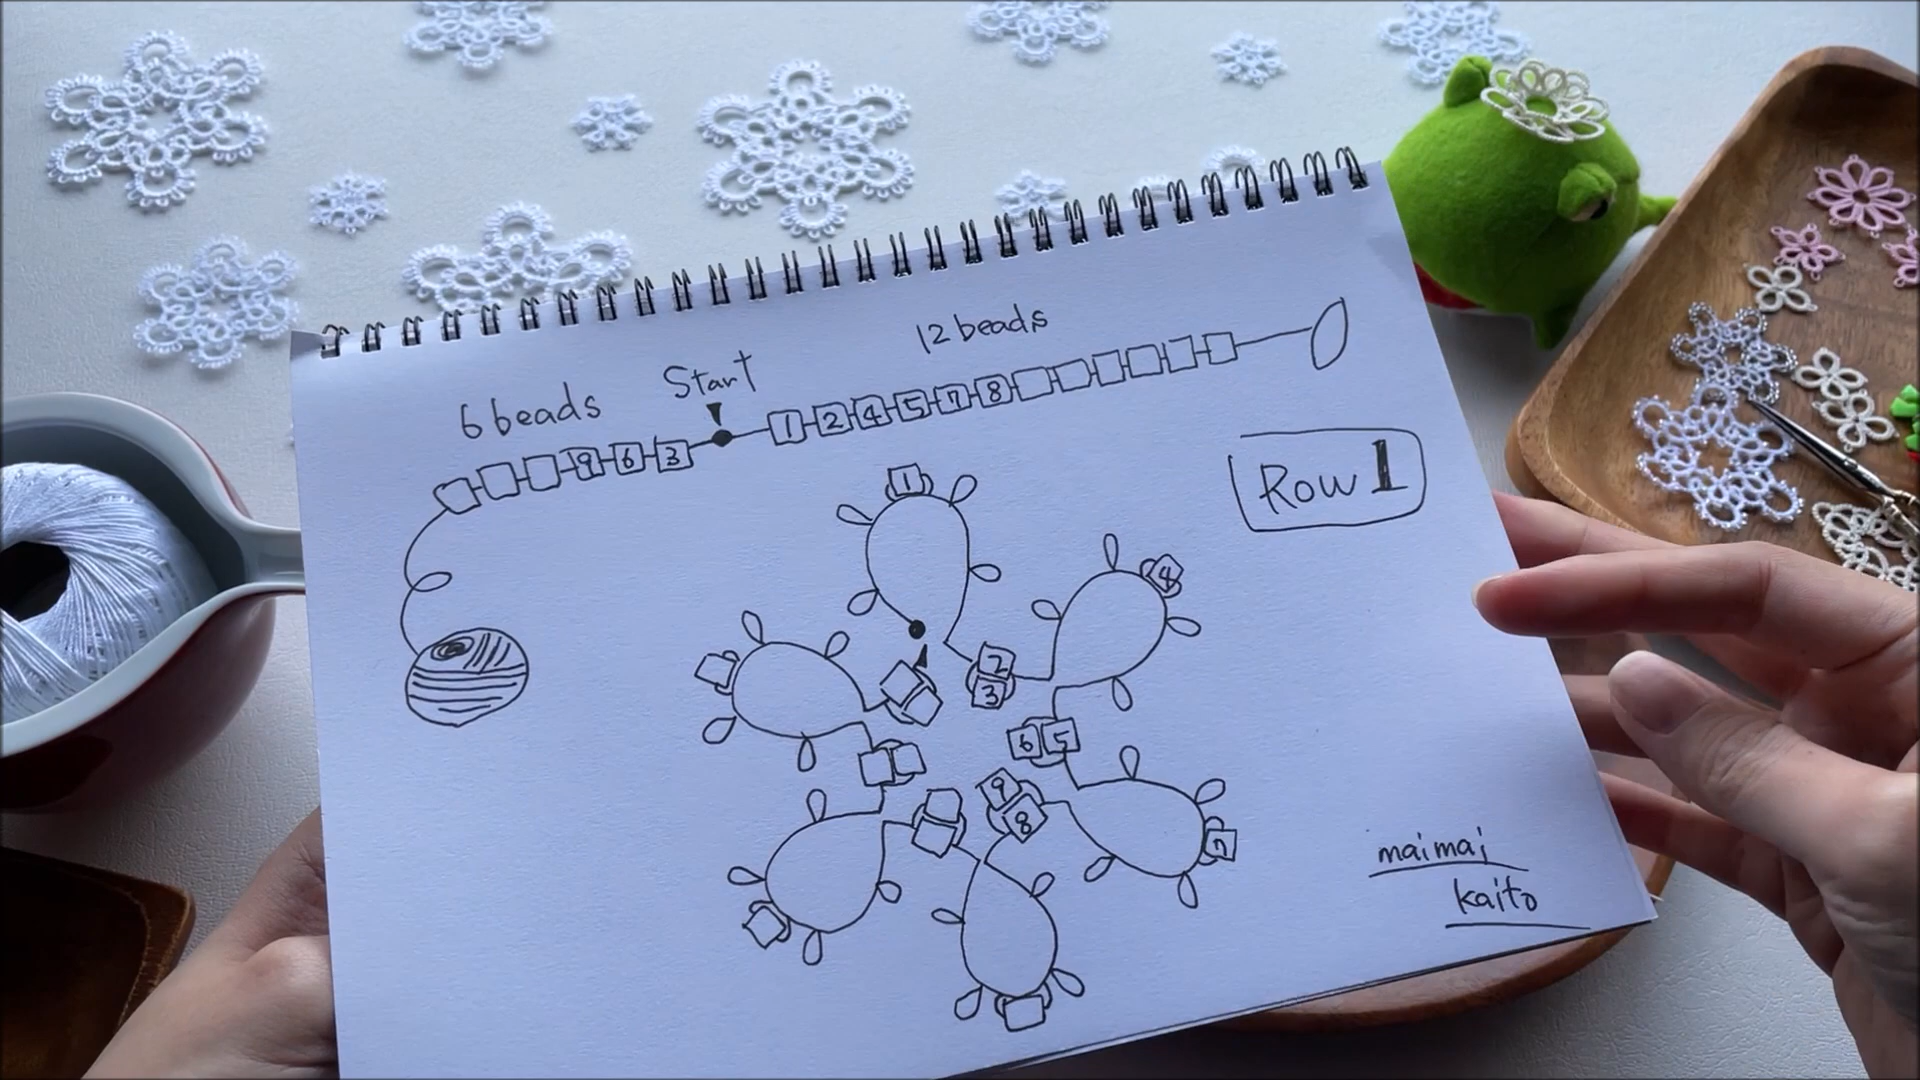 12 beads
Start
6 beads
9 6 3
1 2 4 5 7 8
Row 1
1
4
2
3
6 5
9
8
7
maimai
kaito